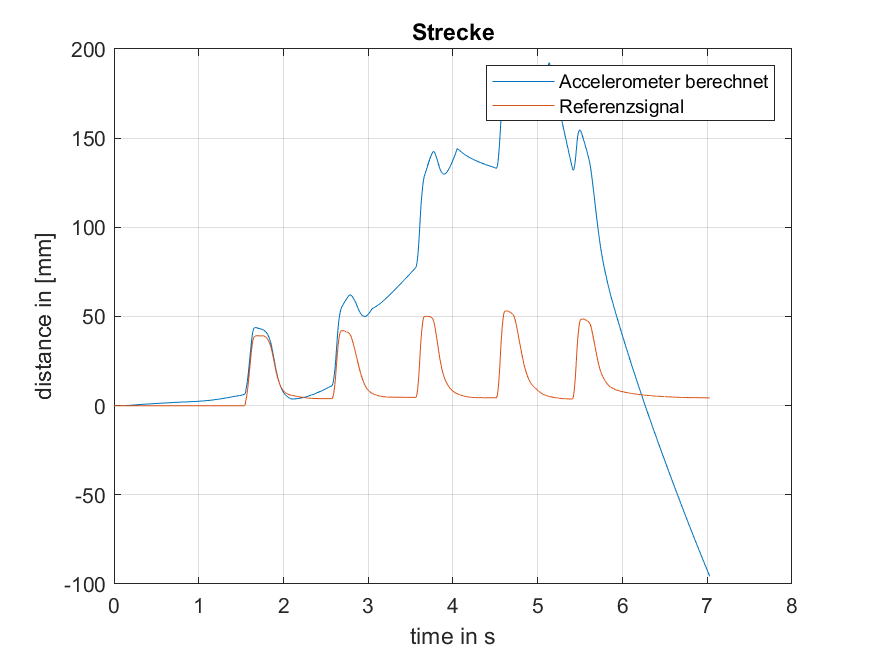 Strecke
200
150
100
50
0
-50
-100
distance in [mm]
Accelerometer berechnet
Referenzsignal
0 1 2 3 4 5 6 7 8
time in s